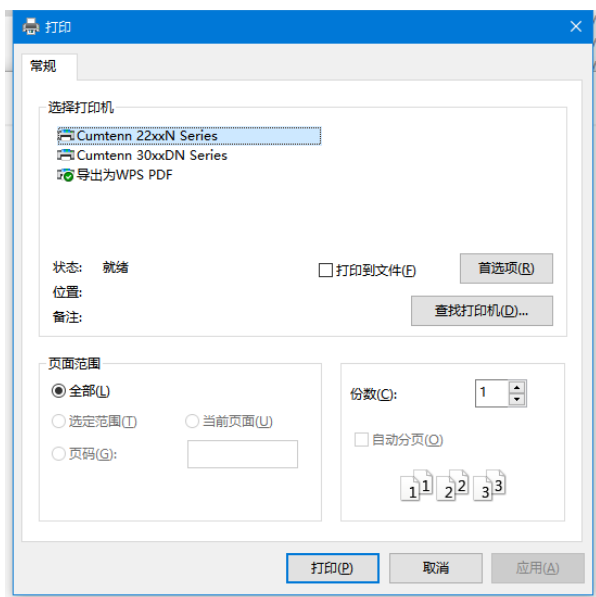 打印
常规
选择打印机
Cumtenn 22xxN Series
Cumtenn 30xxDN Series
导出为WPS PDF
状态: 就绪
打印到文件(F)
首选项(R)
位置:
查找打印机(D)...
备注:
页面范围
全部(L)
选定范围(T) 当前页面(U)
页码(G):
份数(C): 1
自动分页(O)
1 1 2 2 3 3
打印(P) 取消 应用(A)